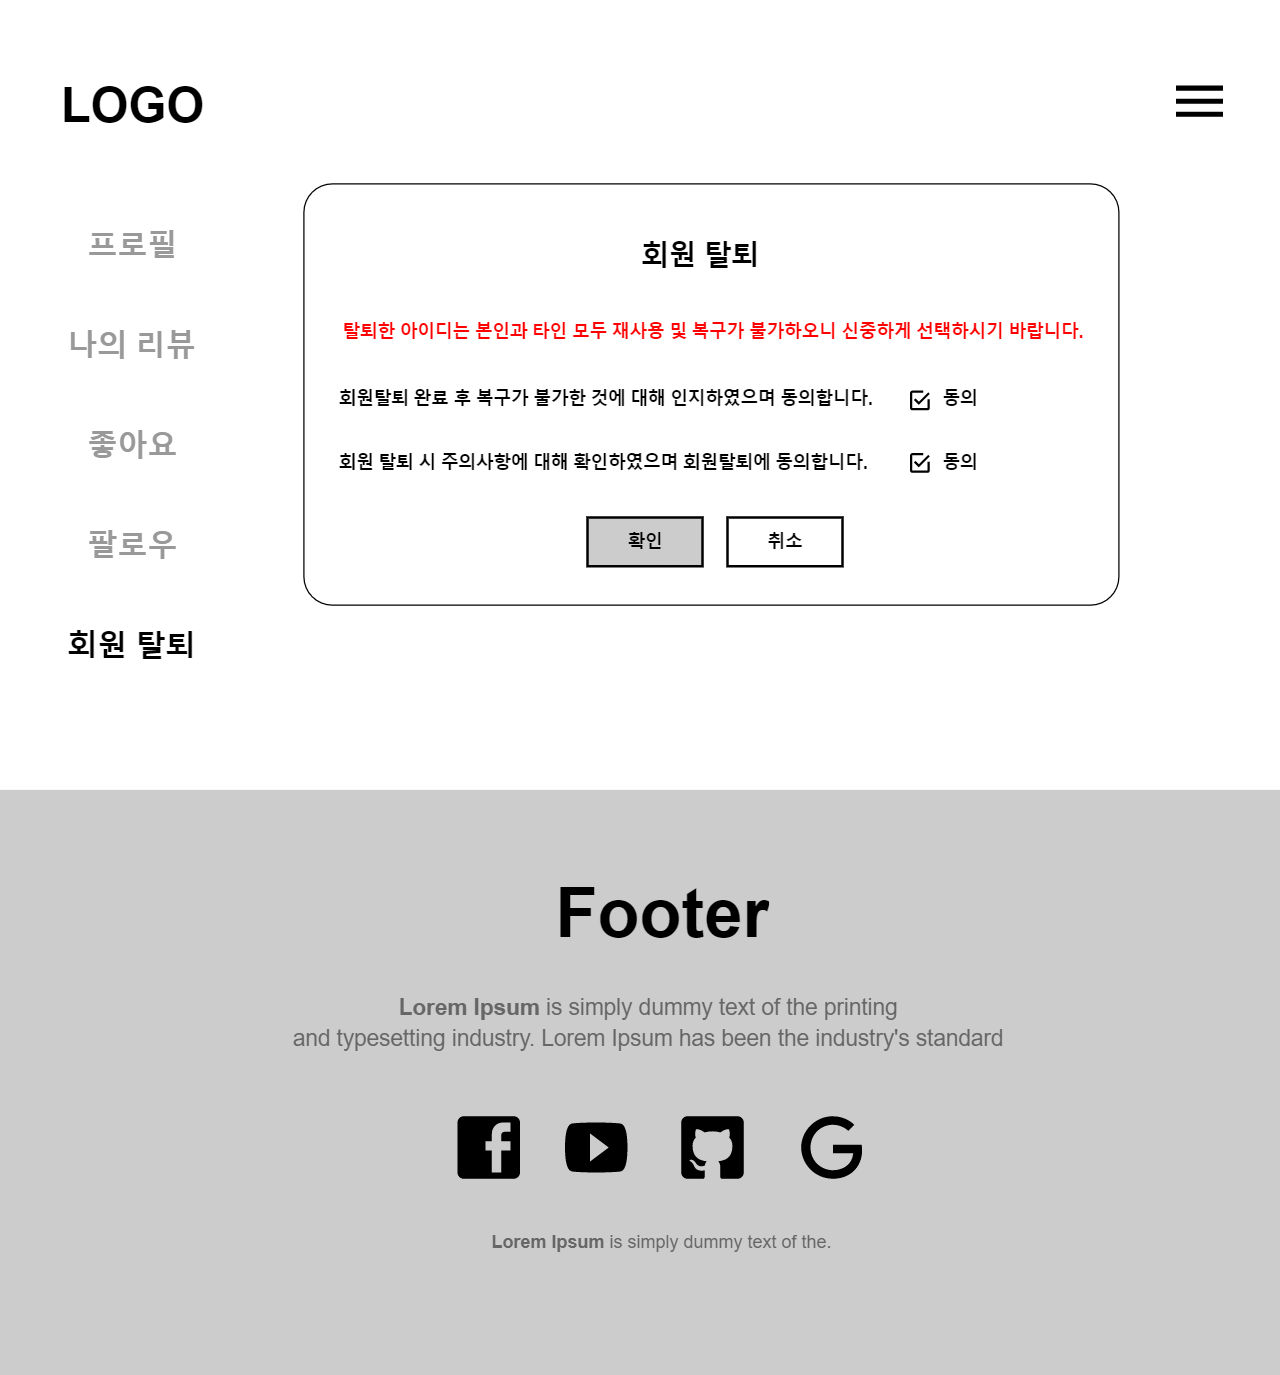 LOGO
프로필
나의 리뷰
좋아요
팔로우
회원 탈퇴
회원 탈퇴
탈퇴한 아이디는 본인과 타인 모두 재사용 및 복구가 불가하오니 신중하게 선택하시기 바랍니다.
회원탈퇴 완료 후 복구가 불가한 것에 대해 인지하였으며 동의합니다. 동의
회원 탈퇴 시 주의사항에 대해 확인하였으며 회원탈퇴에 동의합니다. 동의
확인 취소
Footer
Lorem Ipsum is simply dummy text of the printing
and typesetting industry. Lorem Ipsum has been the industry's standard
Lorem Ipsum is simply dummy text of the.